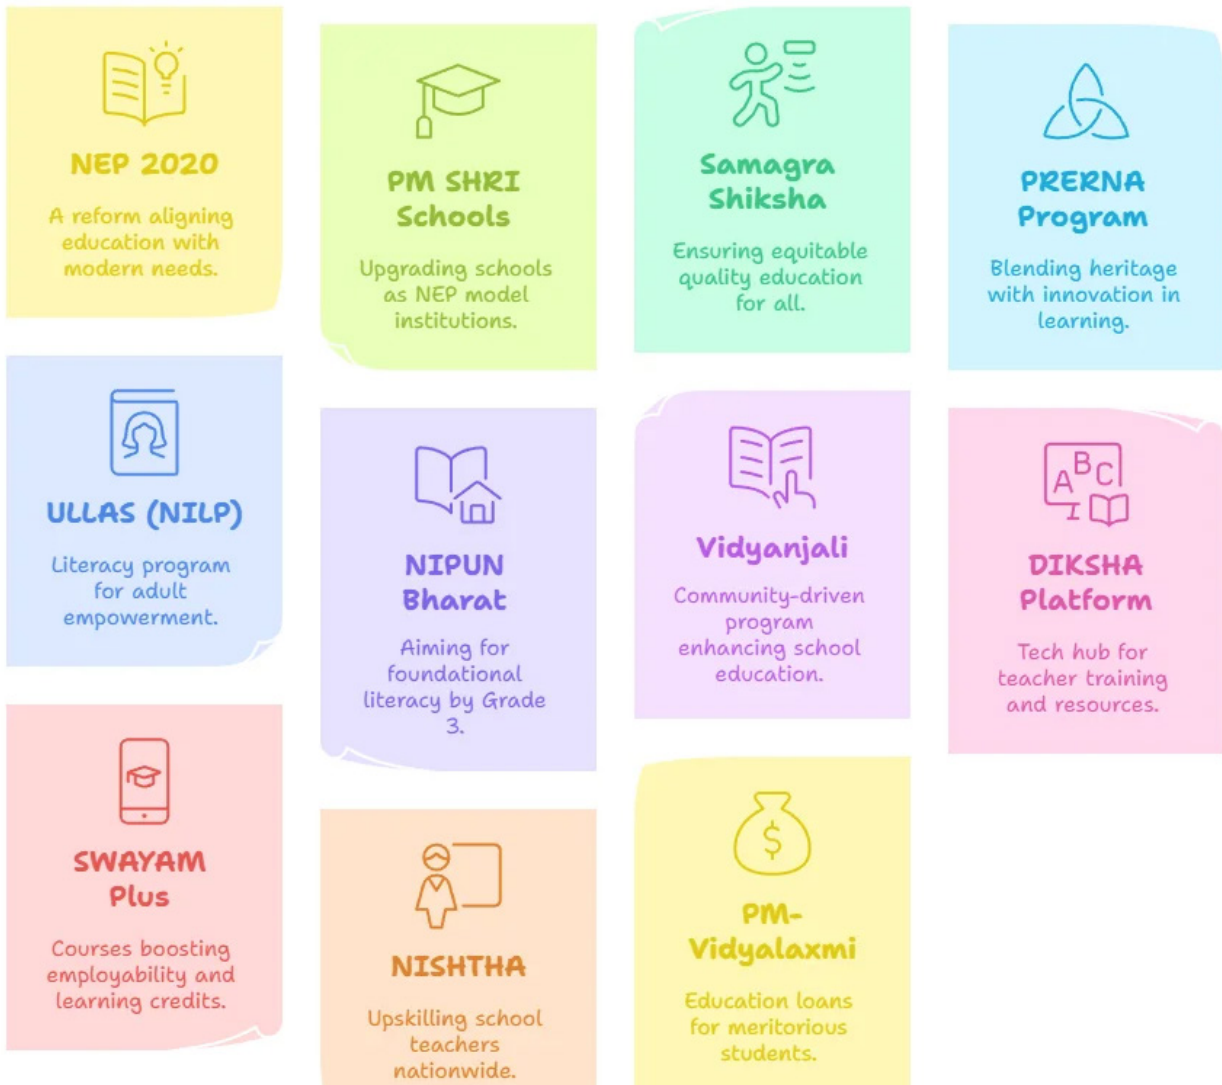 NEP 2020
A reform aligning
education with
modern needs.
PM SHRI
Schools
Upgrading schools
as NEP model
institutions.
Samagra
Shiksha
Ensuring equitable
quality education
for all.
PRERNA
Program
Blending heritage
with innovation in
learning.
ULLAS (NILP)
Literacy program
for adult
empowerment.
NIPUN
Bharat
Aiming for
foundational
literacy by Grade
3.
Vidyanjali
Community-driven
program
enhancing school
education.
A B C
DIKSHA
Platform
Tech hub for
teacher training
and resources.
SWAYAM
Plus
Courses boosting
employability and
learning credits.
NISHTHA
Upskilling school
teachers
nationwide.
$
PM-
Vidyalaxmi
Education loans
for meritorious
students.